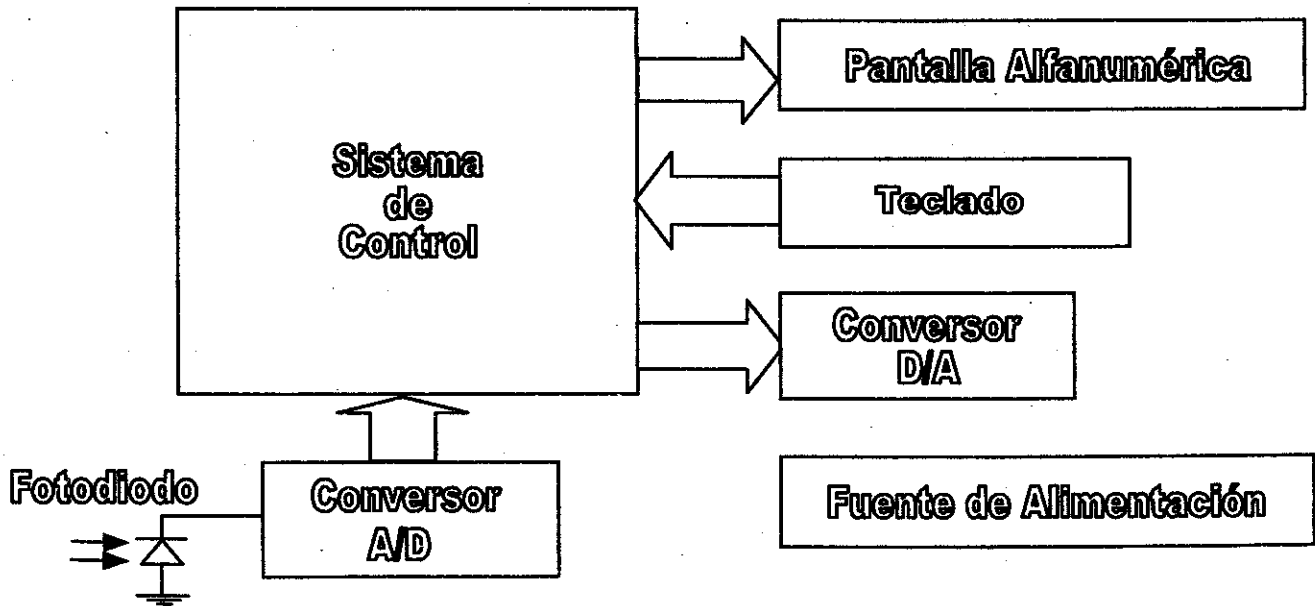 Sistema
de
Control
Pantalla Alfanumérica
Teclado
Conversor
D/A
Fotodiodo
Conversor
A/D
Fuente de Alimentación